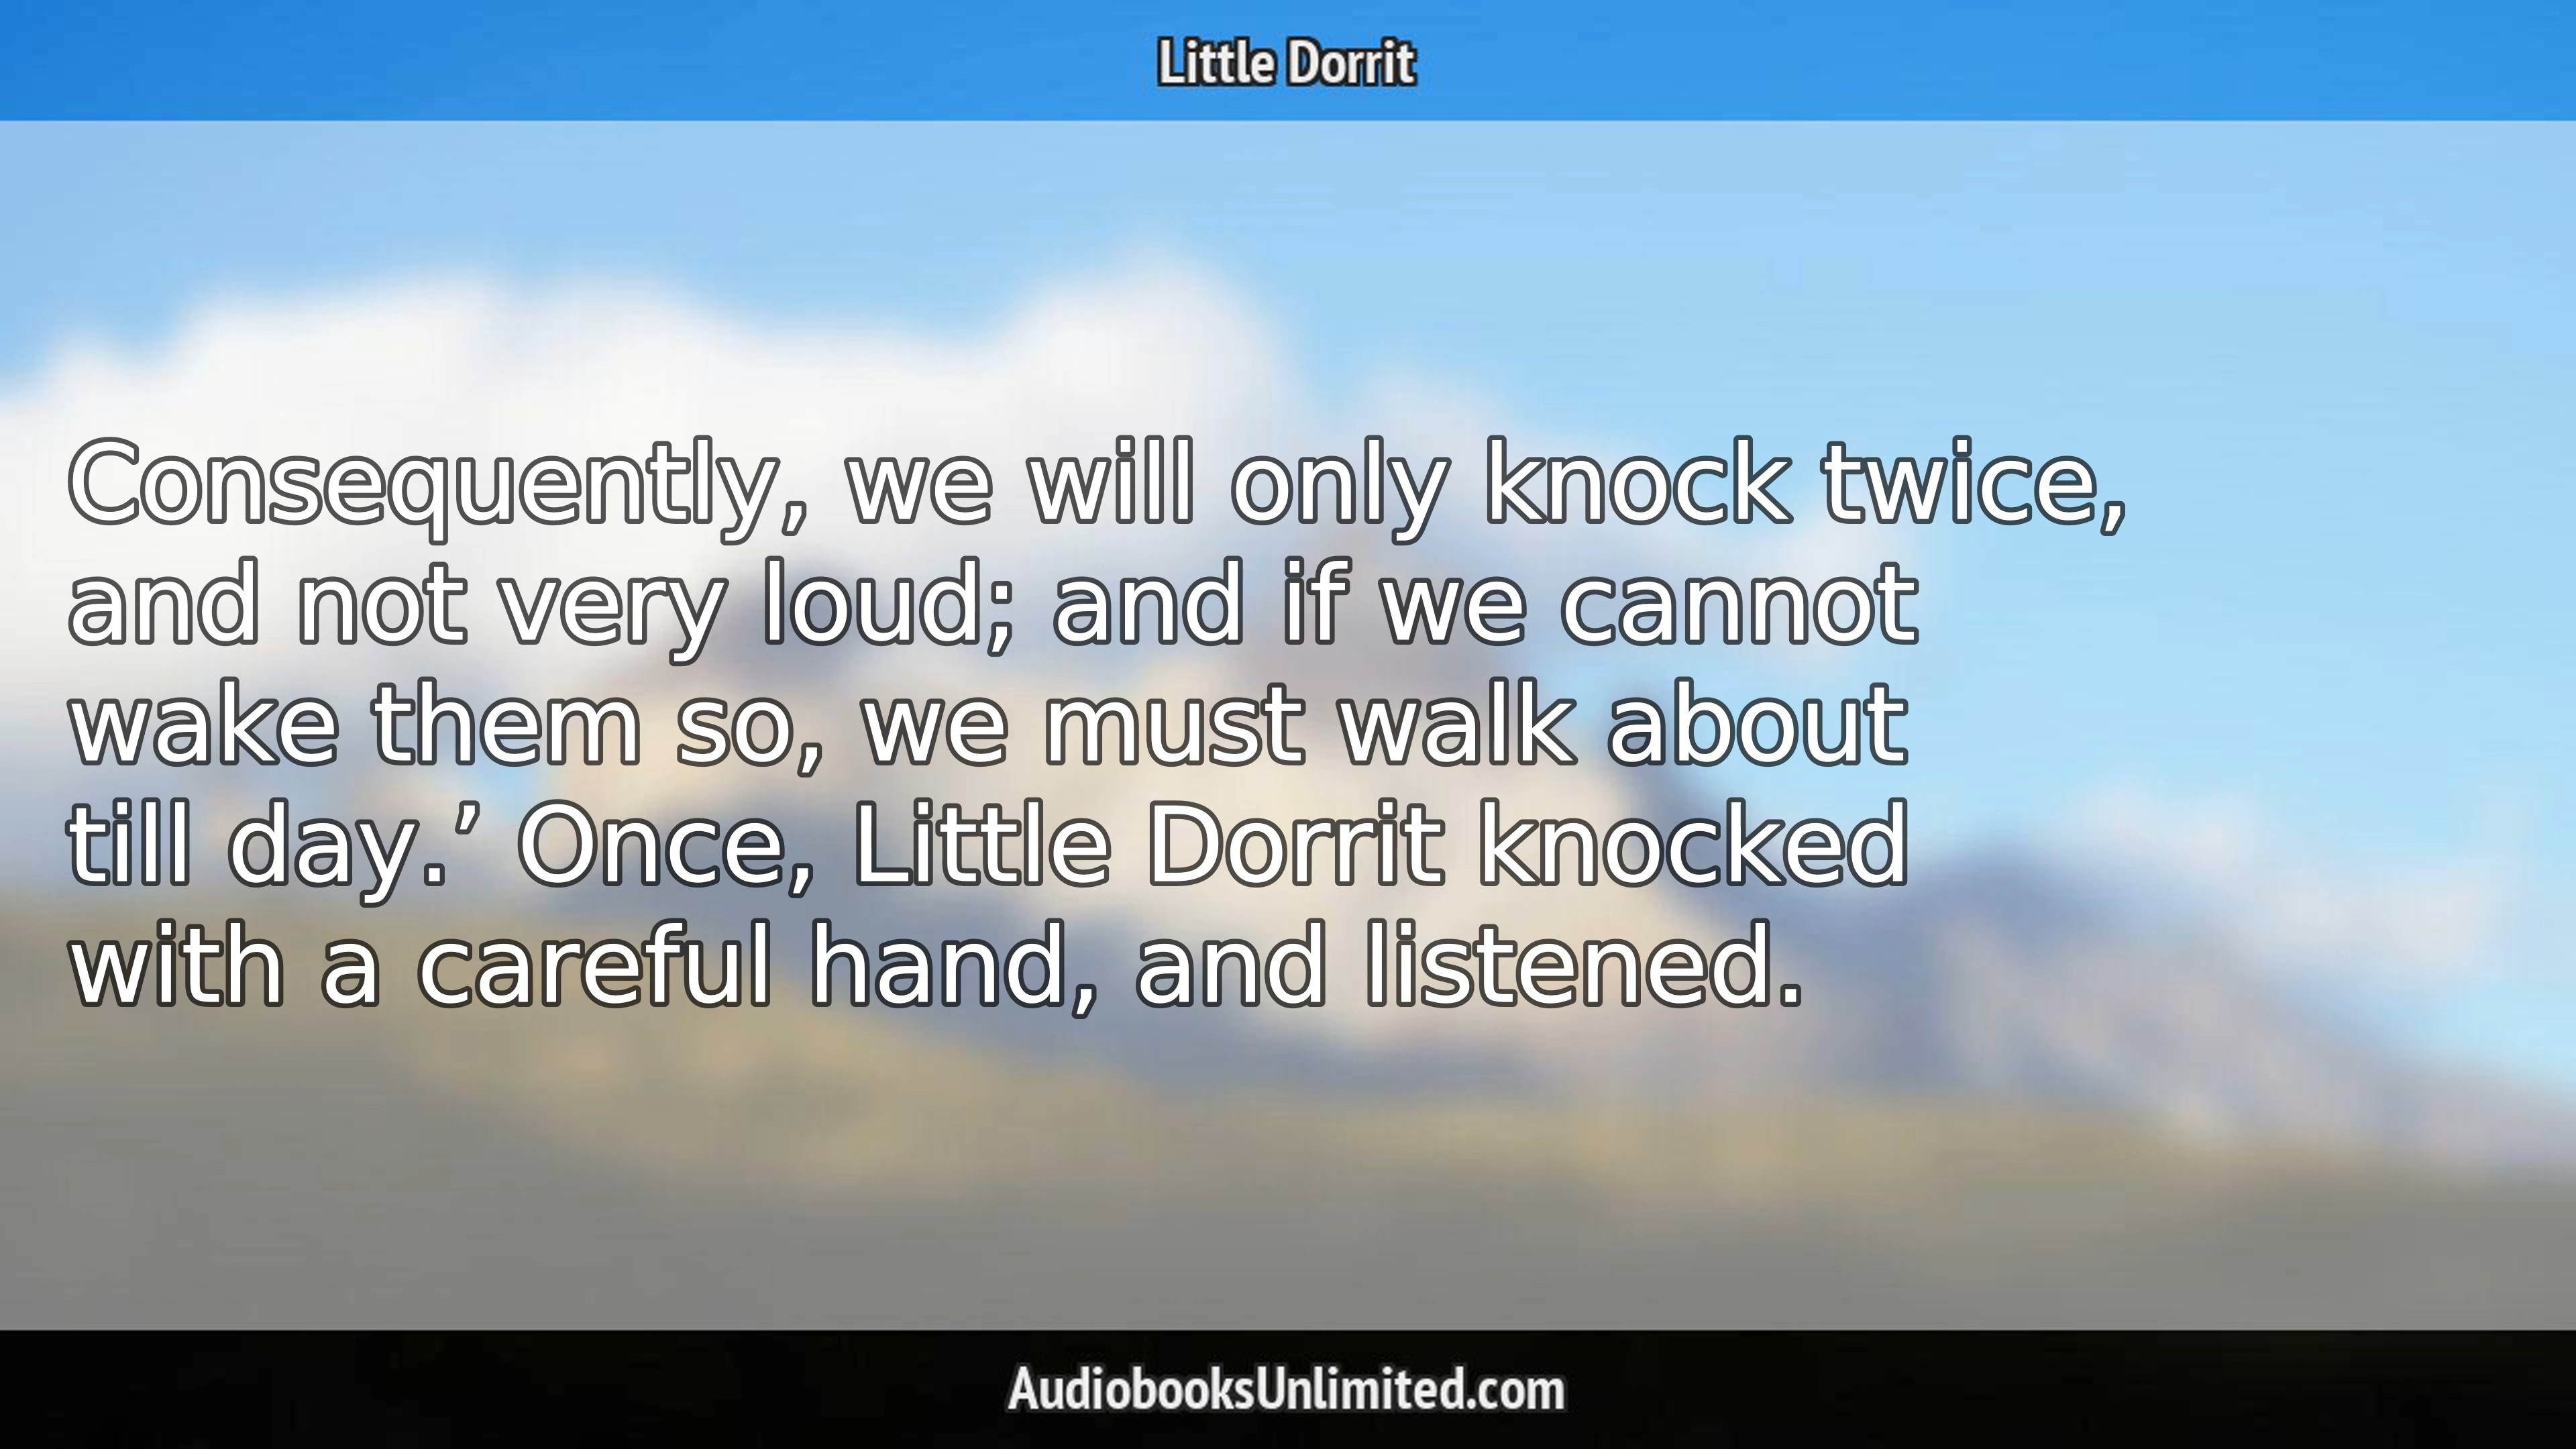 Little Dorrit
Consequently, we will only knock twice,
and not very loud; and if we cannot
wake them so, we must walk about
till day.’ Once, Little Dorrit knocked
with a careful hand, and listened.
AudiobooksUnlimited.com